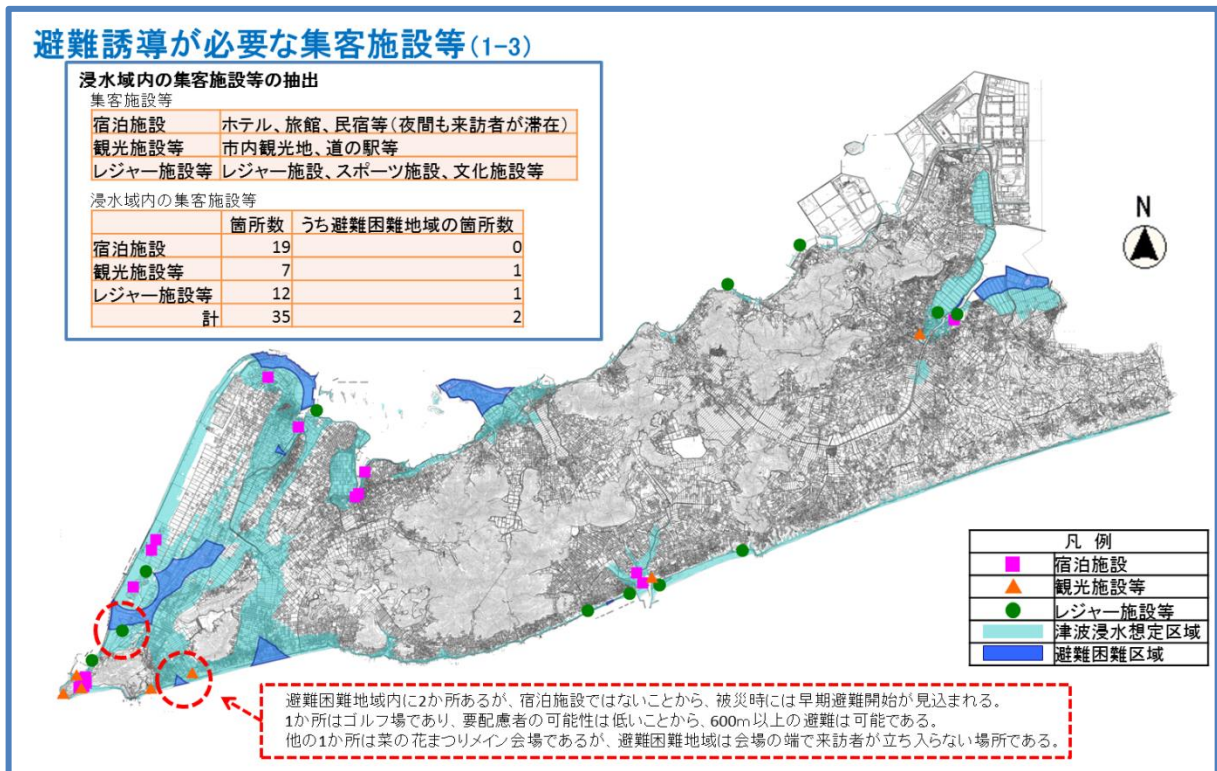 避難誘導が必要な集客施設等(1-3)
浸水域内の集客施設等の抽出
集客施設等
宿泊施設 ホテル、旅館、民宿等(夜間も来訪者が滞在)
観光施設等 市内観光地、道の駅等
レジャー施設等 レジャー施設、スポーツ施設、文化施設等
浸水域内の集客施設等
箇所数 うち避難困難地域の箇所数
宿泊施設 19 0
観光施設等 7 1
レジャー施設等 12 1
計 35 2
N
凡 例
宿泊施設
観光施設等
レジャー施設等
津波浸水想定区域
避難困難区域
避難困難地域内に2か所あるが、宿泊施設ではないことから、被災時には早期避難開始が見込まれる。
1か所はゴルフ場であり、要配慮者の可能性は低いことから、600m以上の避難は可能である。
他の1か所は菜の花まつりメイン会場であるが、避難困難地域は会場の端で来訪者が立ち入らない場所である。